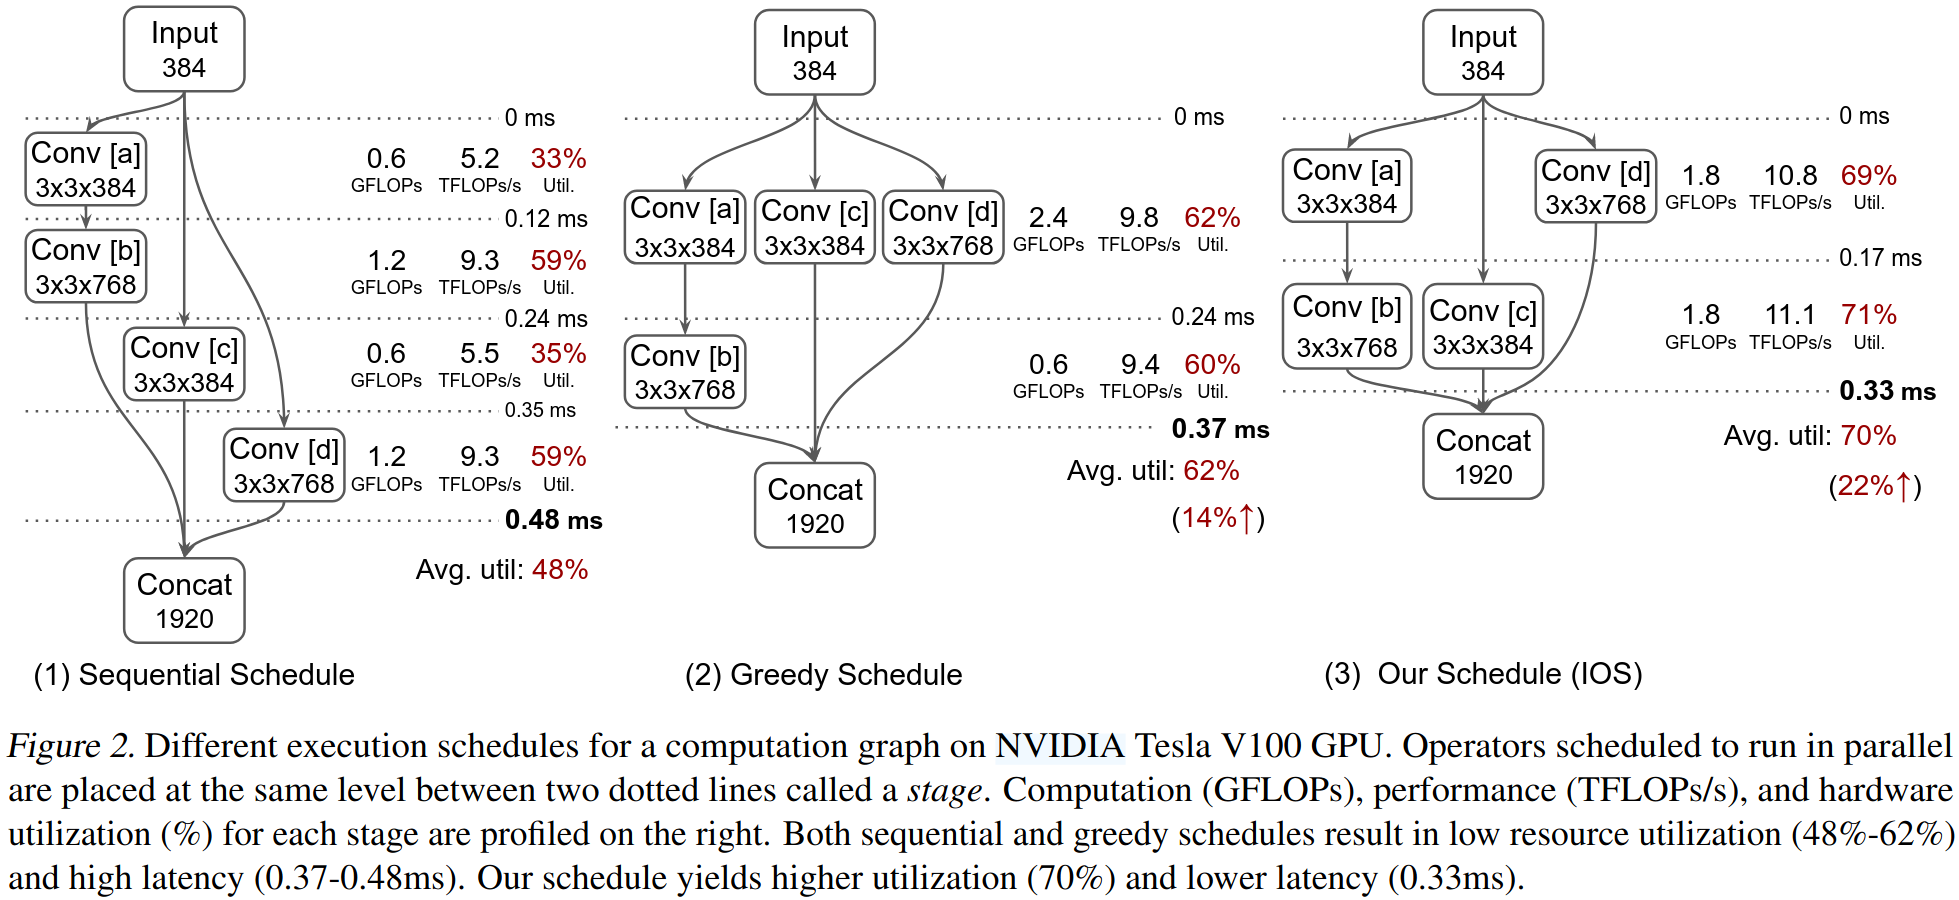 Input
384
0 ms
Conv [a]
3x3x384
0.6 5.2 33%
GFLOPs TFLOPs/s Util.
0.12 ms
Conv [b]
3x3x768
1.2 9.3 59%
GFLOPs TFLOPs/s Util.
0.24 ms
Conv [c]
3x3x384
0.6 5.5 35%
GFLOPs TFLOPs/s Util.
0.35 ms
Conv [d]
3x3x768
1.2 9.3 59%
GFLOPs TFLOPs/s Util.
0.48 ms
Avg. util: 48%
Concat
1920
(1) Sequential Schedule
Input
384
0 ms
Conv [a] Conv [c] Conv [d]
3x3x384 3x3x384 3x3x768
2.4 9.8 62%
GFLOPs TFLOPs/s Util.
0.24 ms
Conv [b]
3x3x768
0.6 9.4 60%
GFLOPs TFLOPs/s Util.
0.37 ms
Avg. util: 62%
(14%↑)
Concat
1920
(2) Greedy Schedule
Input
384
0 ms
Conv [a] Conv [d]
3x3x384 3x3x768
1.8 10.8 69%
GFLOPs TFLOPs/s Util.
0.17 ms
Conv [b] Conv [c]
3x3x768 3x3x384
1.8 11.1 71%
GFLOPs TFLOPs/s Util.
0.33 ms
Avg. util: 70%
(22%↑)
Concat
1920
(3) Our Schedule (IOS)
Figure 2. Different execution schedules for a computation graph on NVIDIA Tesla V100 GPU. Operators scheduled to run in parallel
are placed at the same level between two dotted lines called a stage. Computation (GFLOPs), performance (TFLOPs/s), and hardware
utilization (%) for each stage are profiled on the right. Both sequential and greedy schedules result in low resource utilization (48%-62%)
and high latency (0.37-0.48ms). Our schedule yields higher utilization (70%) and lower latency (0.33ms).